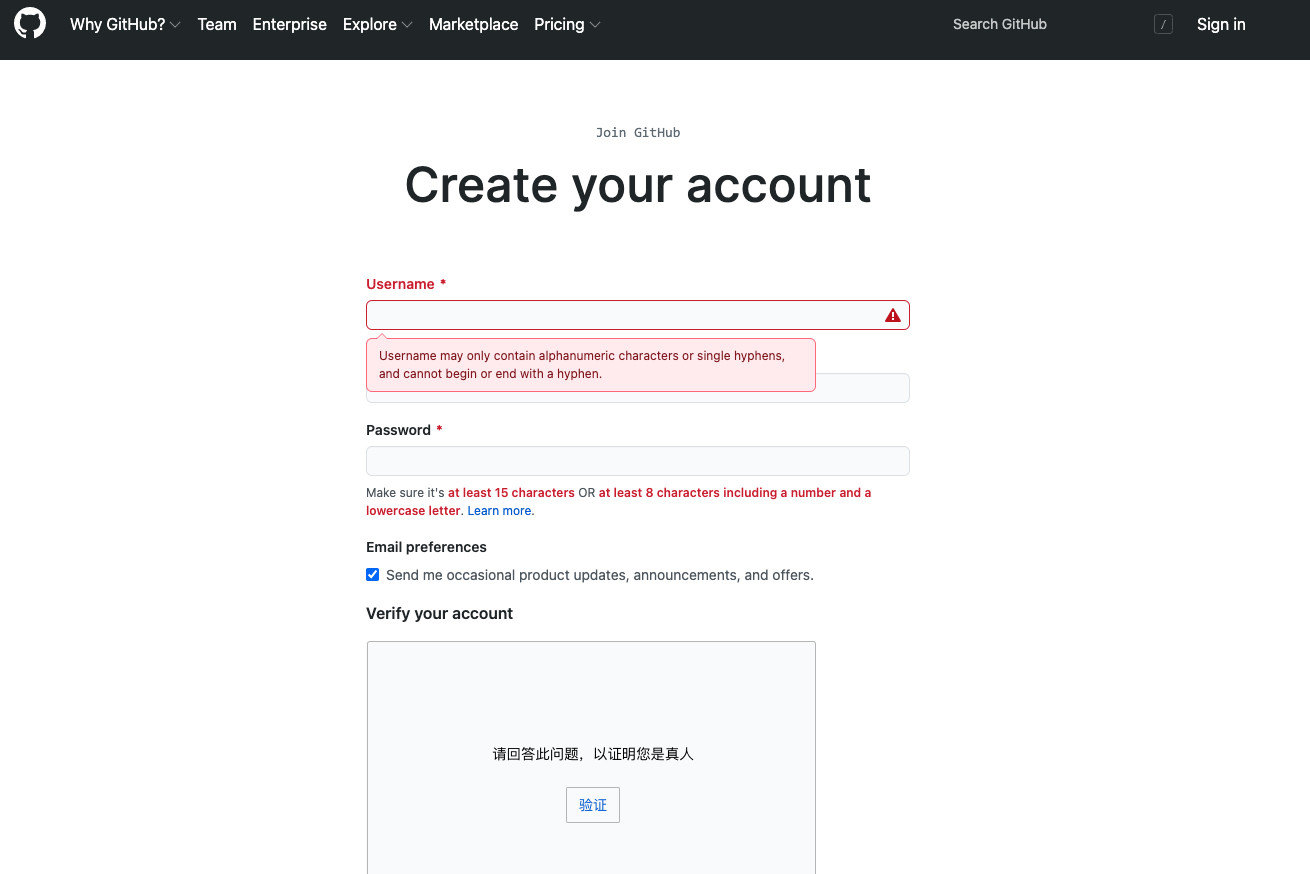 Why GitHub? Team Enterprise Explore Marketplace Pricing Search GitHub / Sign in
Join GitHub
Create your account
Username *
Username may only contain alphanumeric characters or single hyphens,
and cannot begin or end with a hyphen.
Password *
Make sure it's at least 15 characters OR at least 8 characters including a number and a
lowercase letter. Learn more.
Email preferences
Send me occasional product updates, announcements, and offers.
Verify your account
请回答此问题，以证明您是真人
验证